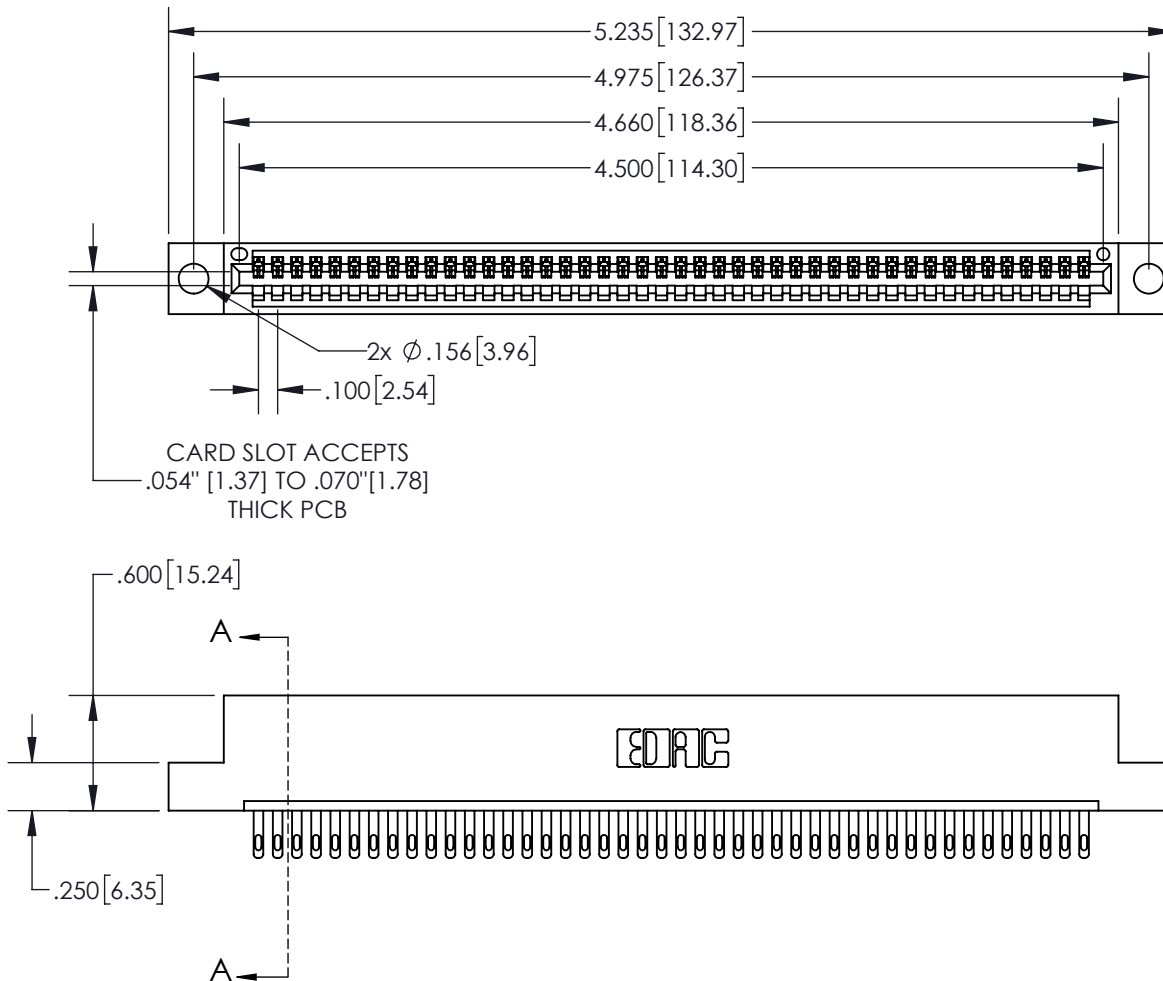 5.235[132.97]
4.975[126.37]
4.660[118.36]
4.500[114.30]
2x Ø.156[3.96]
.100[2.54]
CARD SLOT ACCEPTS
.054" [1.37] TO .070"[1.78]
THICK PCB
.600[15.24]
A
EDAC
.250[6.35]
A